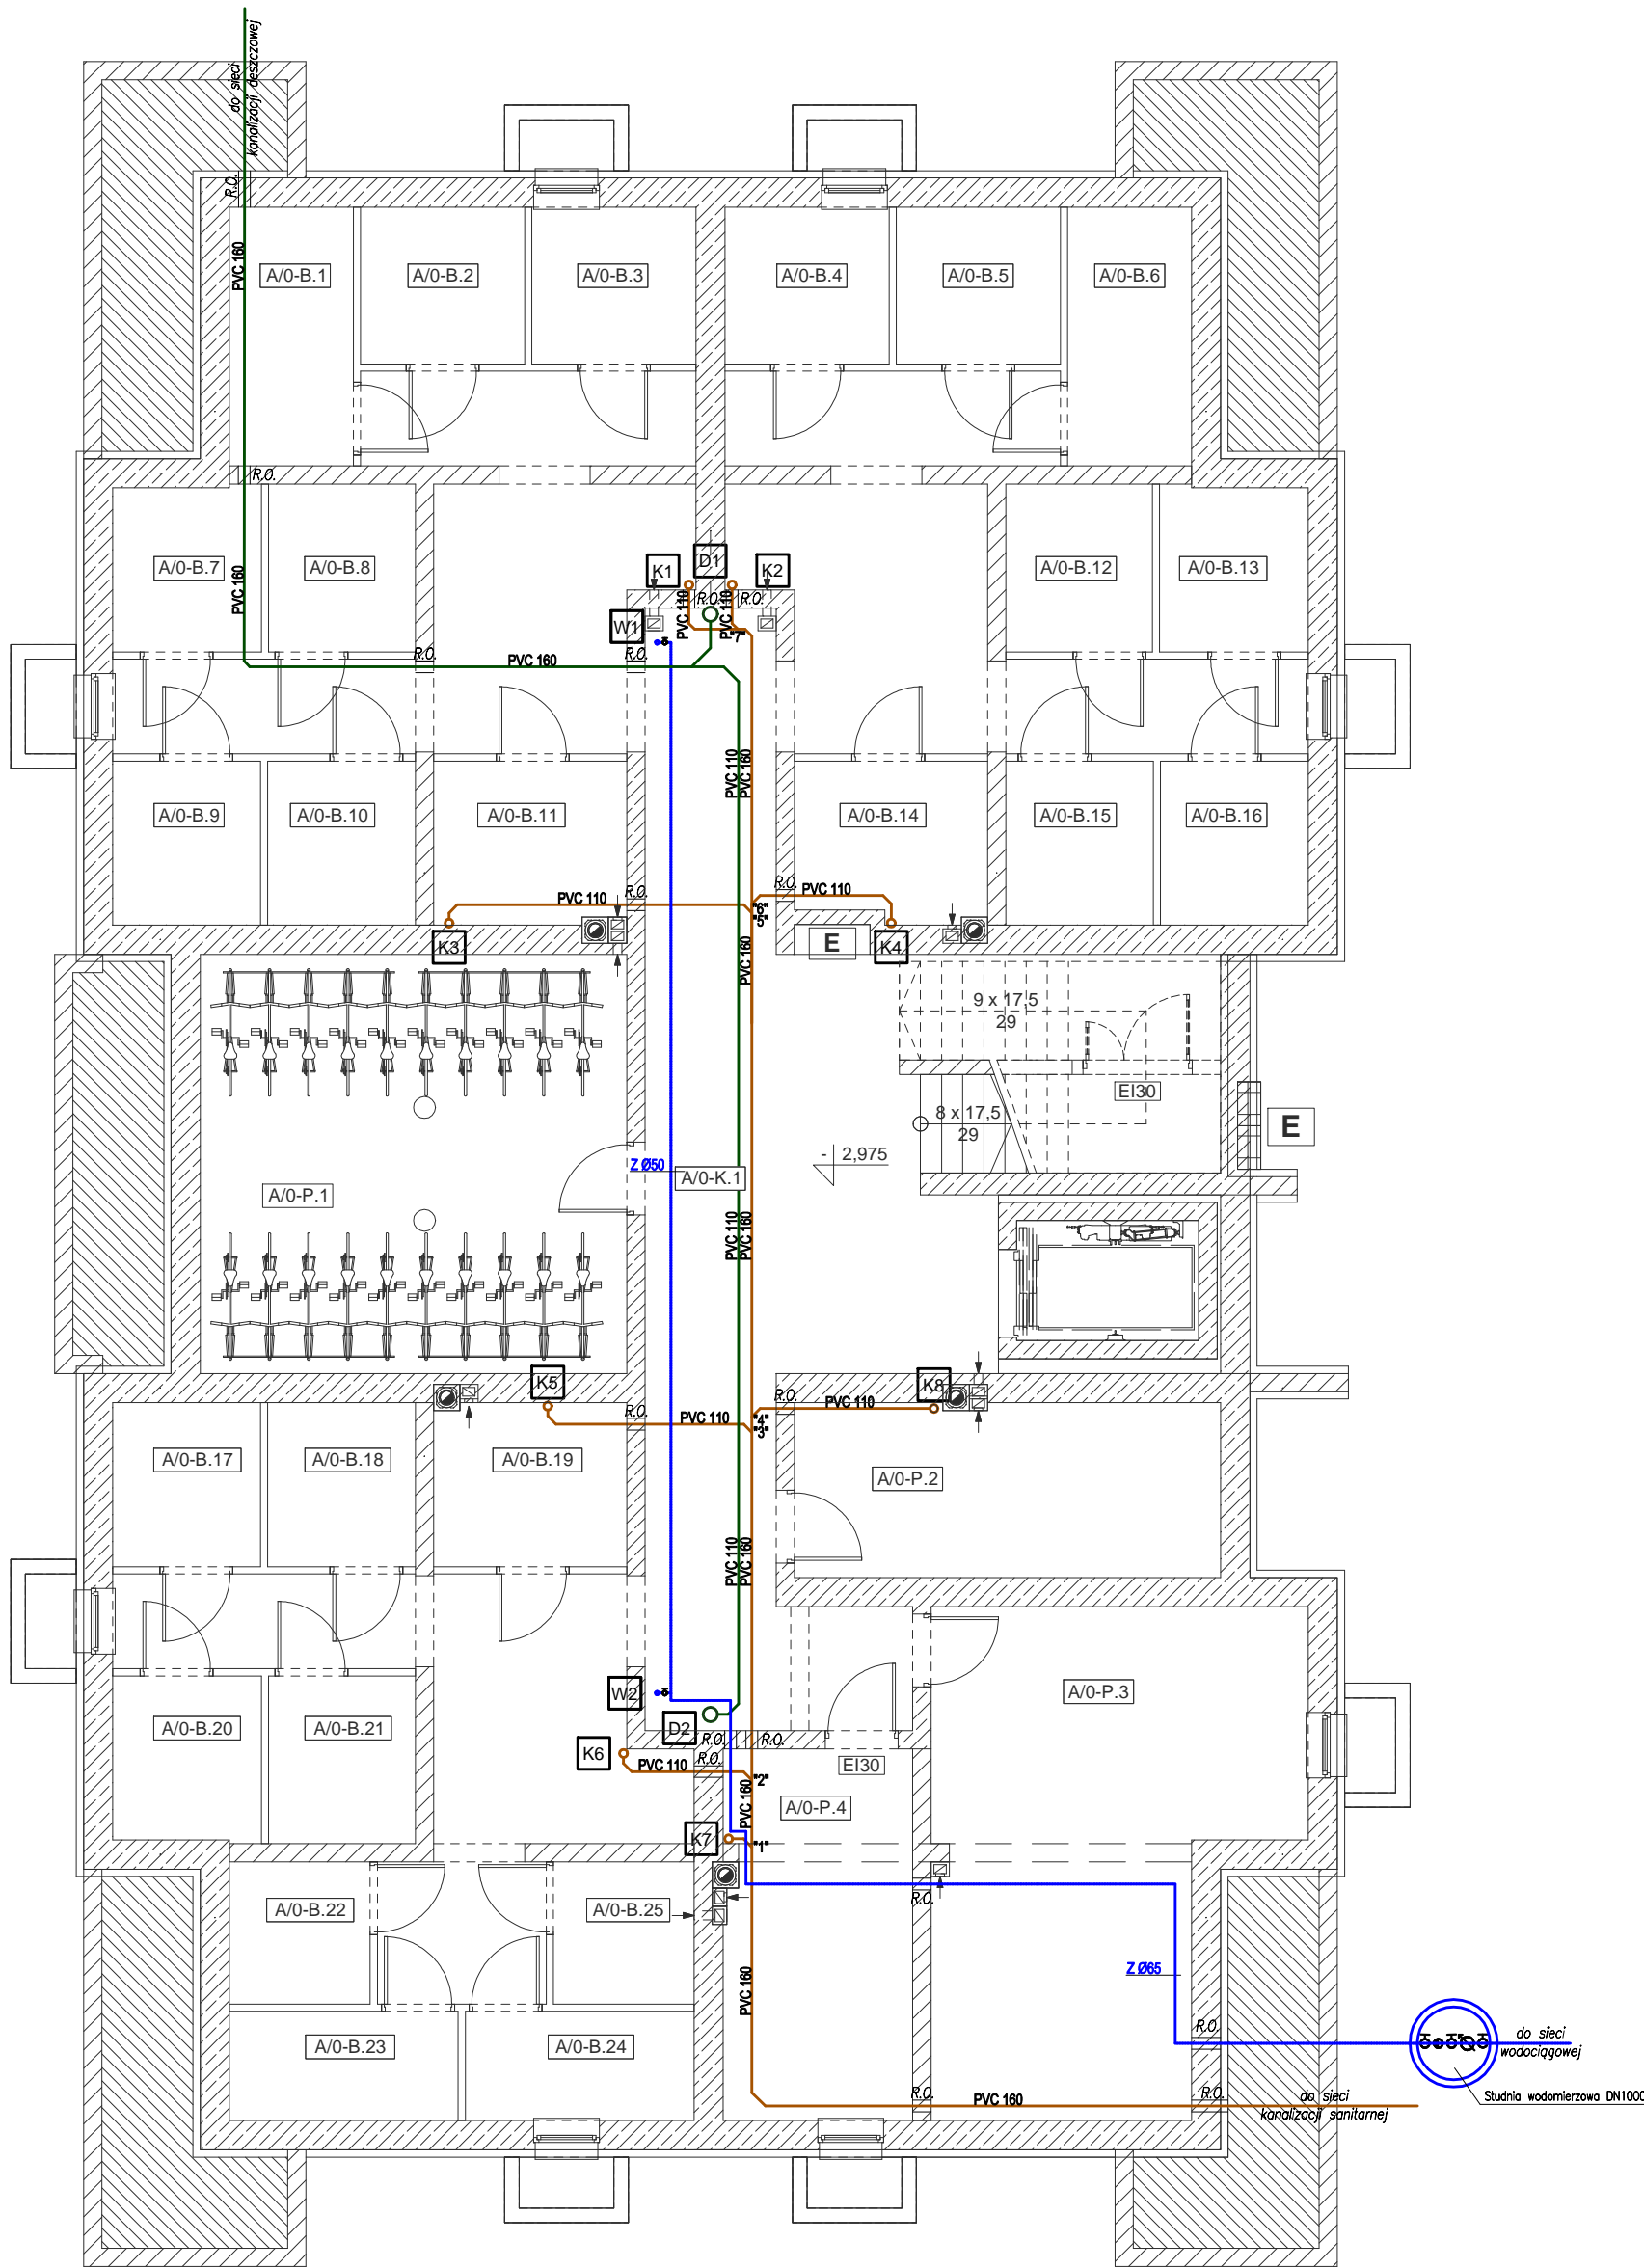 do sieci
kanalizacji deszczowej
R.O.
PVC 160
A/0-B.1
A/0-B.2
A/0-B.3
A/0-B.4
A/0-B.5
A/0-B.6
R.O.
A/0-B.7
A/0-B.8
PVC 160
K1
D1
K2
A/0-B.12
A/0-B.13
PVC 110
R.O.
PVC 110
R.O.
W1
"7"
R.O.
PVC 160
R.O.
PVC 110
PVC 160
A/0-B.9
A/0-B.10
A/0-B.11
A/0-B.14
A/0-B.15
A/0-B.16
PVC 110
R.O.
R.O.
PVC 110
"6"
"5"
K3
PVC 160
E
K4
9 x 17,5
29
EI30
8 x 17,5
29
E
- 2,975
Z Ø50
A/0-K.1
A/0-P.1
PVC 110
PVC 160
K5
K8
R.O.
R.O.
PVC 110
PVC 110
"4"
"3"
A/0-B.17
A/0-B.18
A/0-B.19
A/0-P.2
PVC 110
PVC 160
W2
A/0-P.3
A/0-B.20
A/0-B.21
D2
R.O.
R.O.
K6
R.O.
PVC 110
"2"
EI30
PVC 160
A/0-P.4
K7
"1"
R.O.
A/0-B.22
A/0-B.25
PVC 160
Z Ø65
A/0-B.23
A/0-B.24
R.O.
do sieci
wodociągowej
R.O.
PVC 160
R.O.
do sieci
kanalizacji sanitarnej
Studnia wodomierzowa DN1000